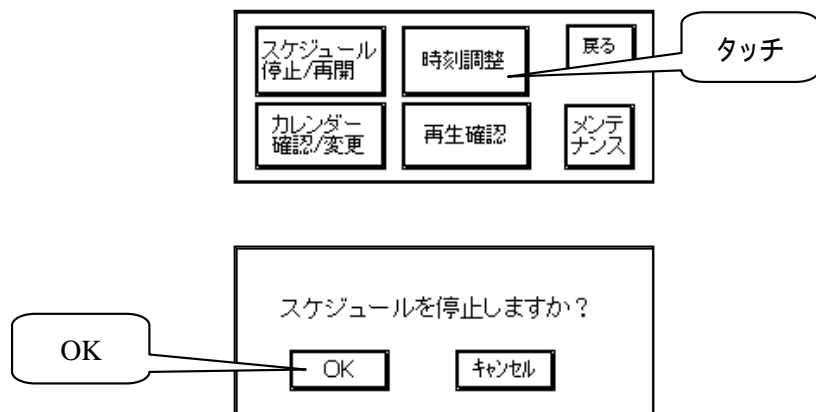 スケジュール
停止/再開
時刻調整
戻る
タッチ
カレンダー
確認/変更
再生確認
メンテ
ナンス
スケジュールを停止しますか？
OK
OK
ｷｬﾝｾﾙ